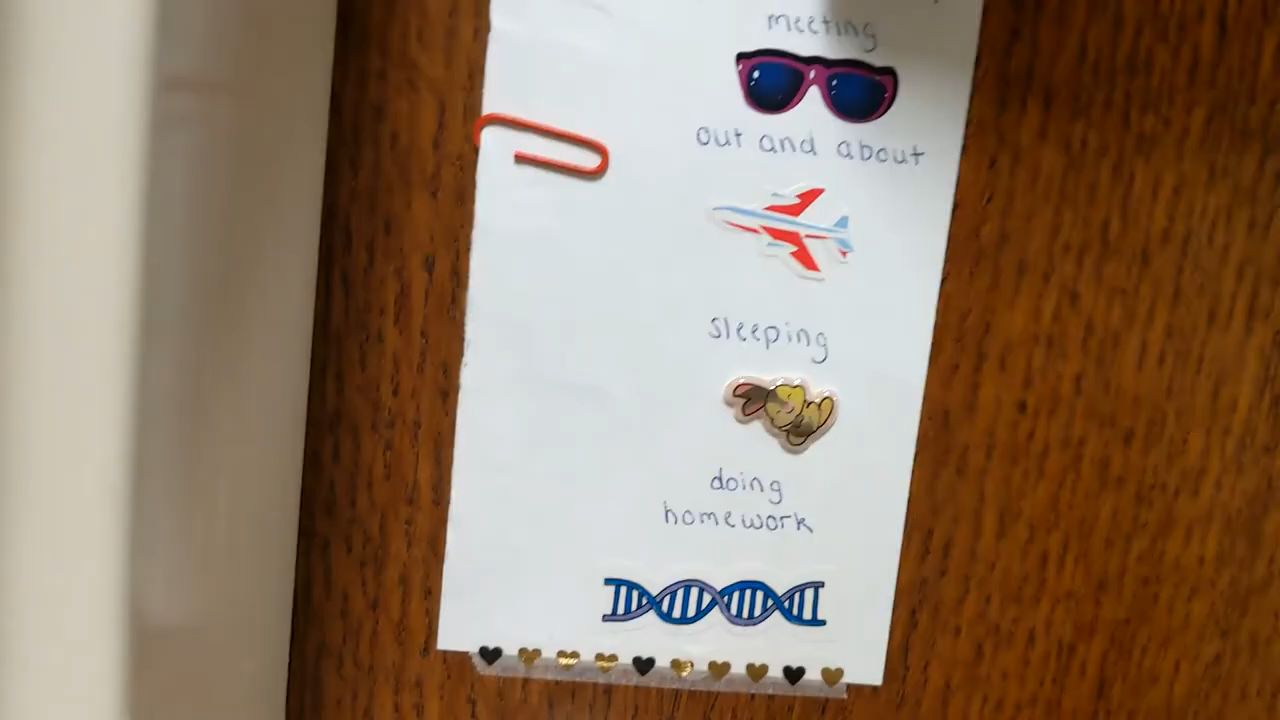 meeting
out and about
sleeping
doing
homework